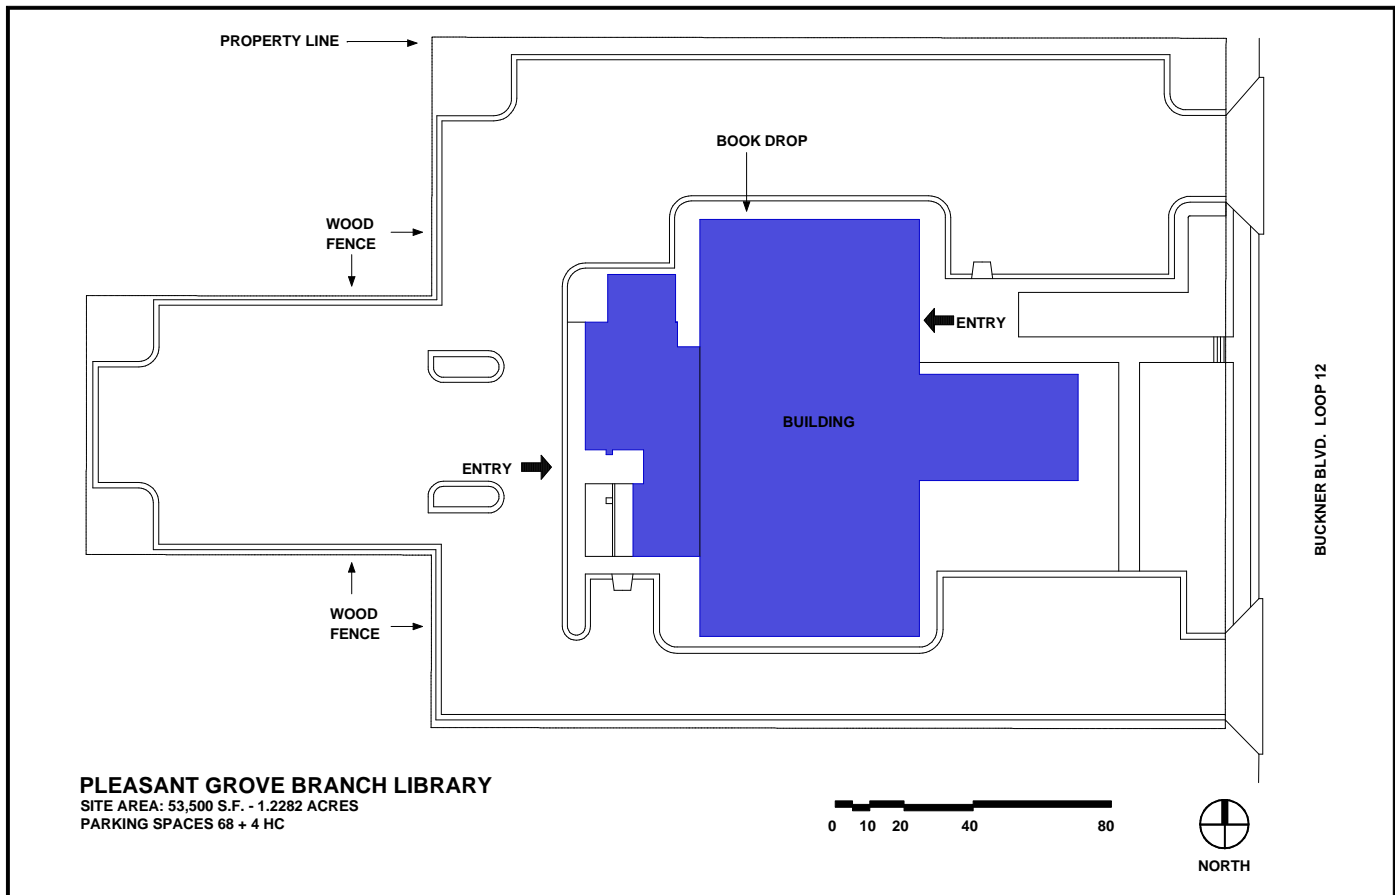 PROPERTY LINE
BOOK DROP
WOOD
FENCE
ENTRY
BUILDING
ENTRY
BUCKNER BLVD.  LOOP 12
WOOD
FENCE
PLEASANT GROVE BRANCH LIBRARY
SITE AREA: 53,500 S.F. - 1.2282 ACRES
PARKING SPACES 68 + 4 HC
0 10 20 40 80
NORTH